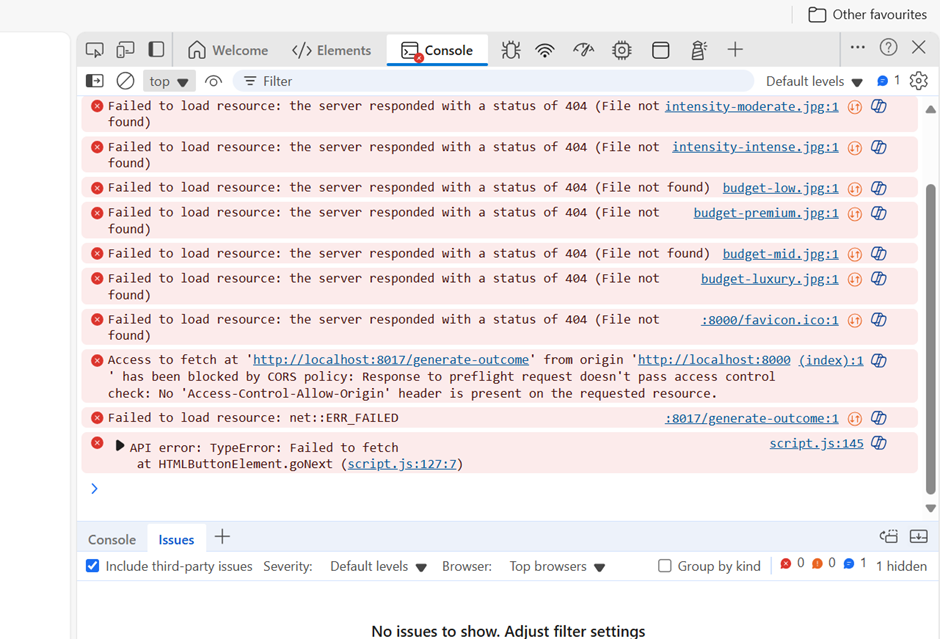 Other favourites
Welcome
Elements
Console
top
Filter
Default levels
1
Failed to load resource: the server responded with a status of 404 (File not intensity-moderate.jpg:1
found)
Failed to load resource: the server responded with a status of 404 (File not intensity-intense.jpg:1
found)
Failed to load resource: the server responded with a status of 404 (File not found) budget-low.jpg:1
Failed to load resource: the server responded with a status of 404 (File not budget-premium.jpg:1
found)
Failed to load resource: the server responded with a status of 404 (File not found) budget-mid.jpg:1
Failed to load resource: the server responded with a status of 404 (File not budget-luxury.jpg:1
found)
Failed to load resource: the server responded with a status of 404 (File not :8000/favicon.ico:1
found)
Access to fetch at 'http://localhost:8017/generate-outcome' from origin 'http://localhost:8000 (index):1
' has been blocked by CORS policy: Response to preflight request doesn't pass access control
check: No 'Access-Control-Allow-Origin' header is present on the requested resource.
Failed to load resource: net::ERR_FAILED :8017/generate-outcome:1
API error: TypeError: Failed to fetch script.js:145
at HTMLButtonElement.goNext (script.js:127:7)
Console
Issues
Include third-party issues Severity: Default levels Browser: Top browsers Group by kind 0 0 1 1 hidden
No issues to show. Adjust filter settings